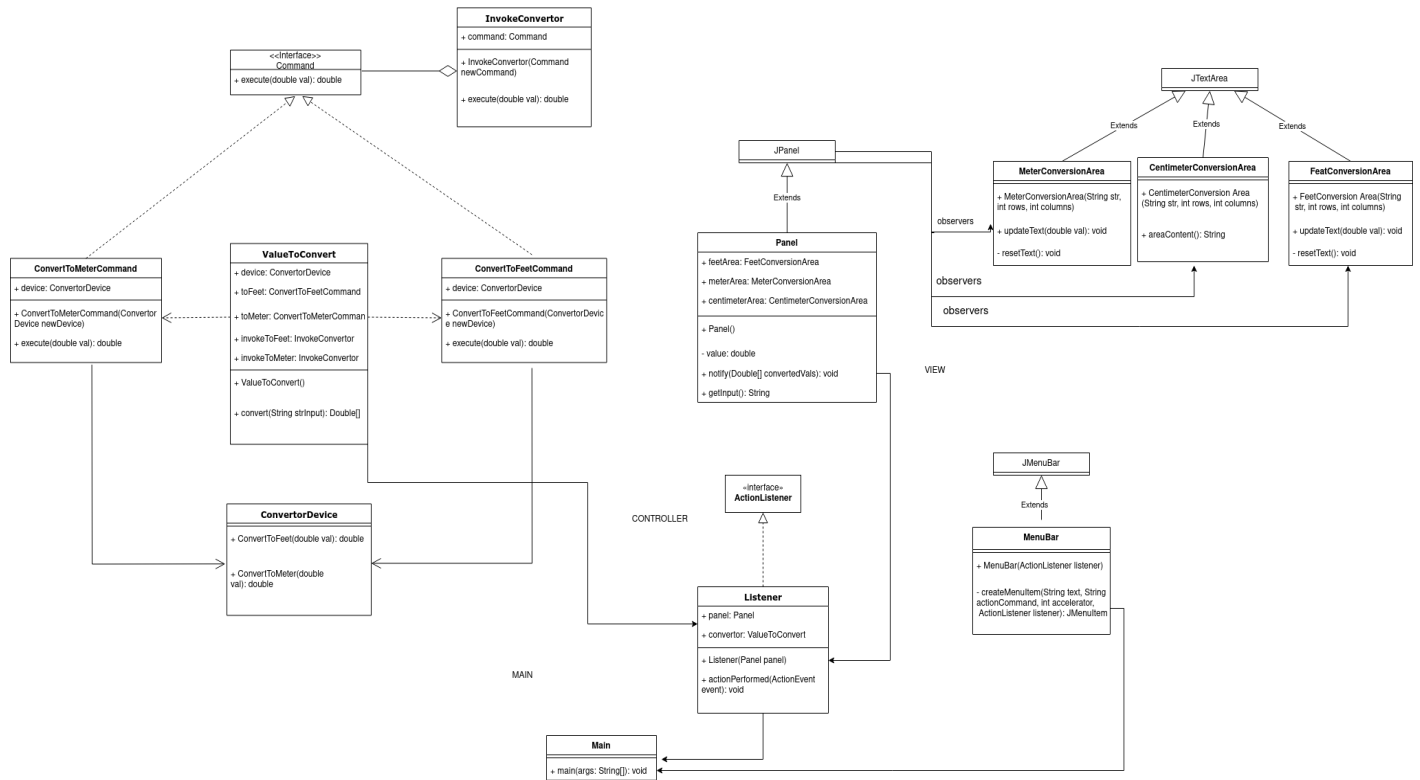 InvokeConvertor
+ command: Command
+ InvokeConvertor(Command
newCommand)
+ execute(double val): double
<<Interface>>
Command
+ execute(double val): double
JTextArea
Extends
Extends
Extends
JPanel
Extends
MeterConversionArea
+ MeterConversionArea(String str,
int rows, int columns)
+ updateText(double val): void
- resetText(): void
CentimeterConversionArea
+ CentimeterConversion Area
(String str, int rows, int columns)
+ areaContent(): String
FeatConversionArea
+ FeetConversion Area(String
str, int rows, int columns)
+ updateText(double val): void
- resetText(): void
observers
observers
observers
Panel
+ feetArea: FeetConversionArea
+ meterArea: MeterConversionArea
+ centimeterArea: CentimeterConversionArea
+ Panel()
- value: double
+ notify(Double[] convertedVals): void
+ getInput(): String
VIEW
ConvertToMeterCommand
+ device: ConvertorDevice
+ ConvertToMeterCommand(Convertor
Device newDevice)
+ execute(double val): double
ValueToConvert
+ device: ConvertorDevice
+ toFeet: ConvertToFeetCommand
+ toMeter: ConvertToMeterComman
+ invokeToFeet: InvokeConvertor
+ invokeToMeter: InvokeConvertor
+ ValueToConvert()
+ convert(String strInput): Double[]
ConvertToFeetCommand
+ device: ConvertorDevice
+ ConvertToFeetCommand(ConvertorDevic
e newDevice)
+ execute(double val): double
JMenuBar
Extends
«interface»
ActionListener
CONTROLLER
ConvertorDevice
+ ConvertToFeet(double val): double
+ ConvertToMeter(double
val): double
MenuBar
+ MenuBar(ActionListener listener)
- createMenuItem(String text, String
actionCommand, int accelerator,
ActionListener listener): JMenuItem
Listener
+ panel: Panel
+ convertor: ValueToConvert
+ Listener(Panel panel)
+ actionPerformed(ActionEvent
event): void
MAIN
Main
+ main(args: String[]): void